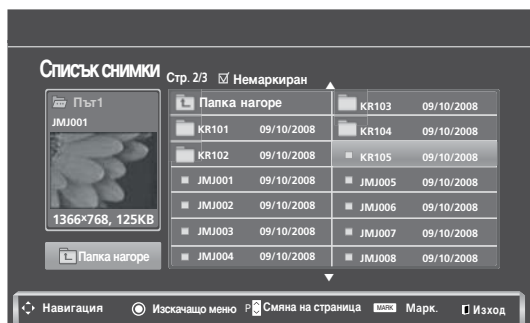 Списък снимки
Стр. 2/3 Немаркиран
Път1
JMJ001
1366×768, 125KB
Папка нагоре
Папка нагоре
KR101 09/10/2008
KR102 09/10/2008
JMJ001 09/10/2008
JMJ002 09/10/2008
JMJ003 09/10/2008
JMJ004 09/10/2008
KR103 09/10/2008
KR104 09/10/2008
KR105 09/10/2008
JMJ005 09/10/2008
JMJ006 09/10/2008
JMJ007 09/10/2008
JMJ008 09/10/2008
Навигация Изскачащо меню P Смяна на страница MARK Марк. Изход